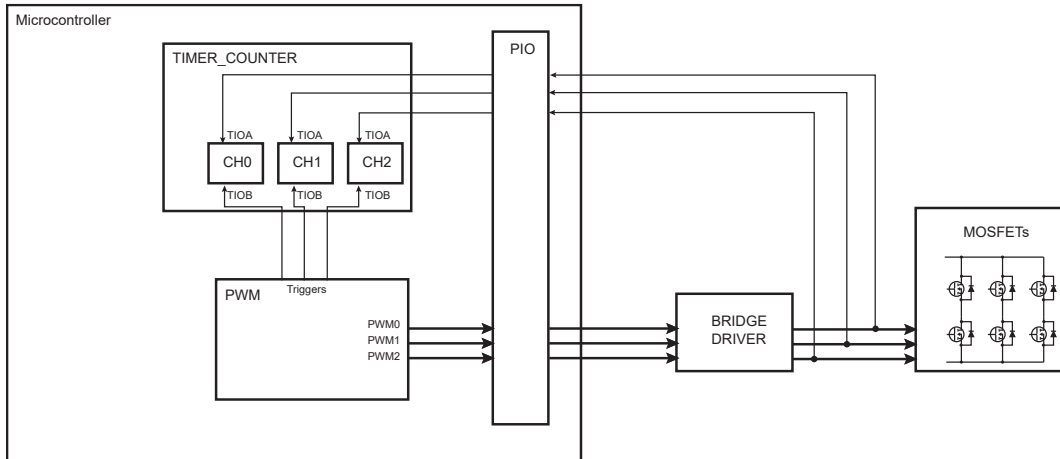 Microcontroller
TIMER_COUNTER
PIO
TIOA
TIOA
TIOA
CH0
CH1
CH2
TIOB
TIOB
TIOB
MOSFETs
PWM
Triggers
PWM0
PWM1
PWM2
BRIDGE
DRIVER